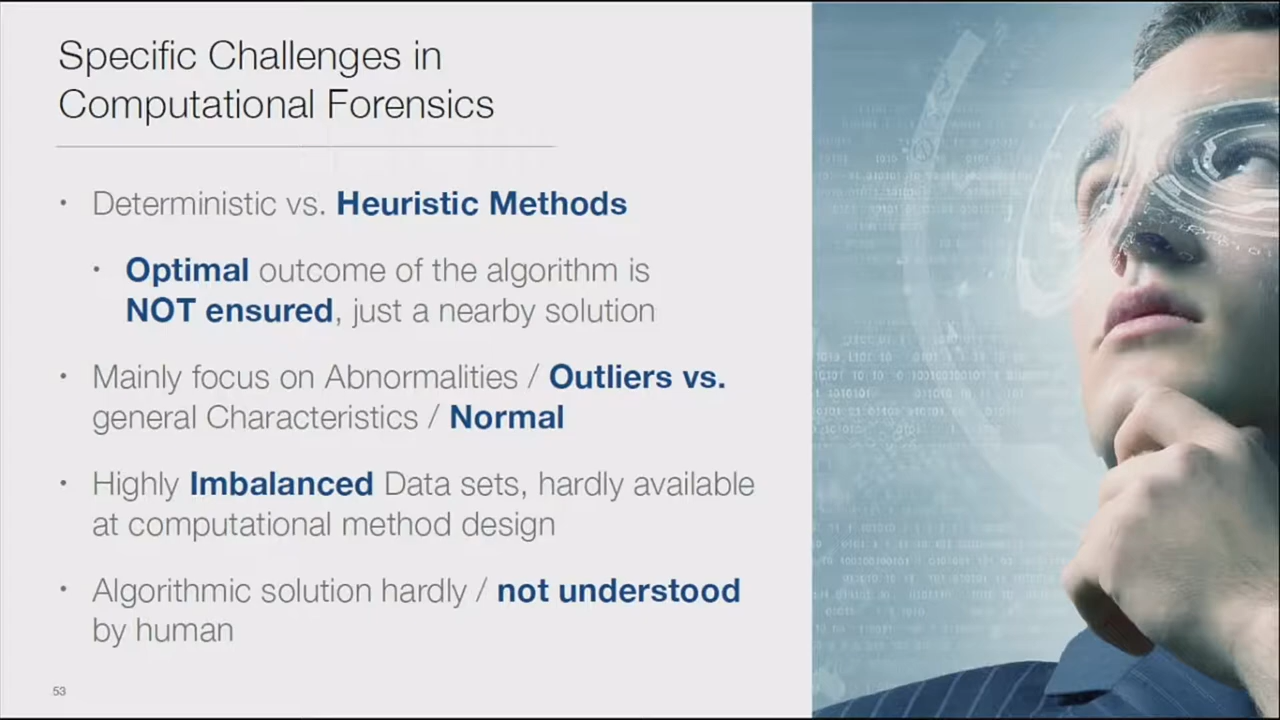 Specific Challenges in
Computational Forensics
• Deterministic vs. Heuristic Methods
• Optimal outcome of the algorithm is
NOT ensured, just a nearby solution
• Mainly focus on Abnormalities / Outliers vs.
general Characteristics / Normal
• Highly Imbalanced Data sets, hardly available
at computational method design
• Algorithmic solution hardly / not understood
by human
53